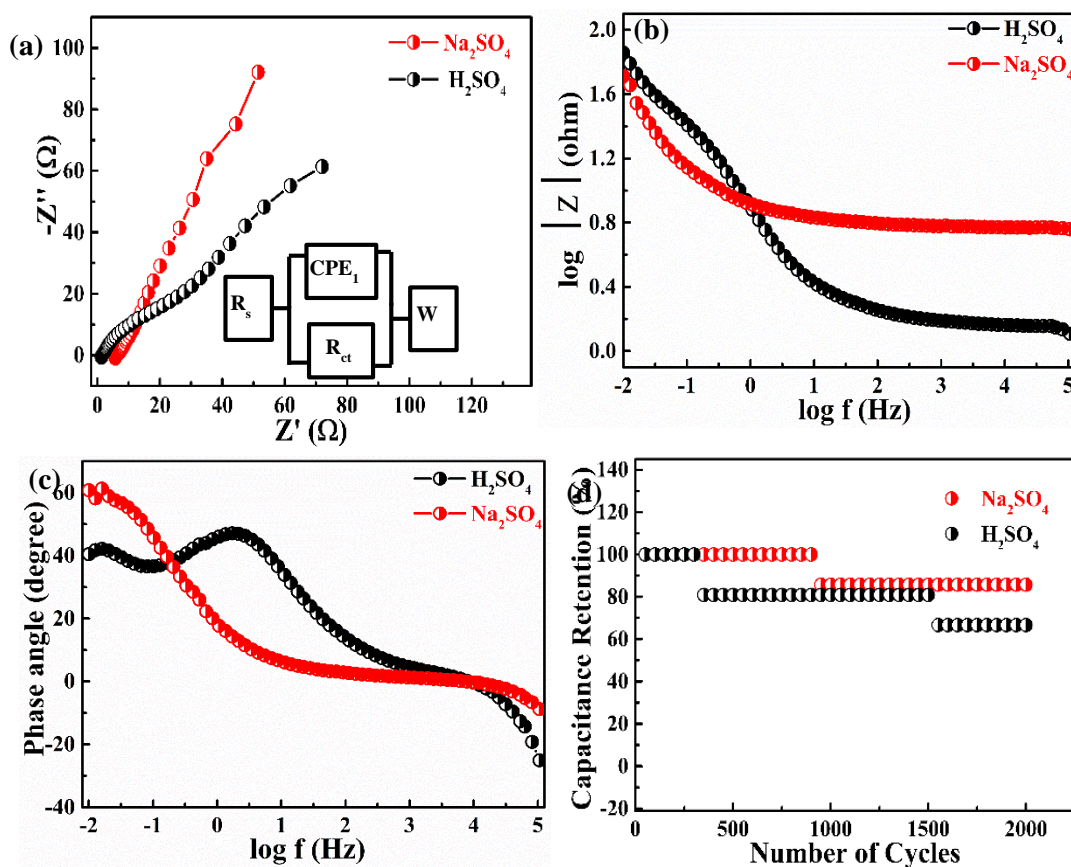 (a)
-Z'' (Ω)
-100
-80
-60
-40
-20
0
Na₂SO₄
H₂SO₄
Rₛ
CPE₁
R_ct
W
0 20 40 60 80 100 120
Z' (Ω)
(b)
log |Z| (ohm)
2.0
1.6
1.2
0.8
0.4
0.0
H₂SO₄
Na₂SO₄
-2 -1 0 1 2 3 4 5
log f (Hz)
(c)
Phase angle (degree)
60
40
20
0
-20
-40
H₂SO₄
Na₂SO₄
-2 -1 0 1 2 3 4 5
log f (Hz)
(d)
Capacitance Retention (%)
140
120
100
80
60
40
20
0
-20
Na₂SO₄
H₂SO₄
0 500 1000 1500 2000
Number of Cycles